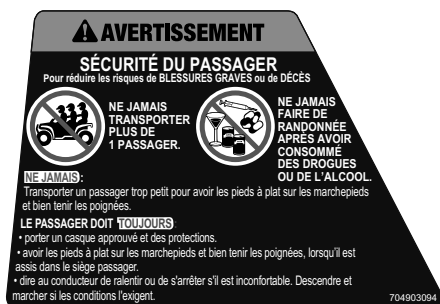 AVERTISSEMENT
SÉCURITÉ DU PASSAGER
Pour réduire les risques de BLESSURES GRAVES ou de DÉCÈS
NE JAMAIS
TRANSPORTER
PLUS DE
1 PASSAGER.
NE JAMAIS
FAIRE DE
RANDONNÉE
APRÈS AVOIR
CONSOMMÉ
DES DROGUES
OU DE L'ALCOOL.
NE JAMAIS:
Transporter un passager trop petit pour avoir les pieds à plat sur les marchepieds
et bien tenir les poignées.
LE PASSAGER DOIT TOUJOURS:
• porter un casque approuvé et des protections.
• avoir les pieds à plat sur les marchepieds et bien tenir les poignées, lorsqu'il est
assis dans le siège passager.
• dire au conducteur de ralentir ou de s'arrêter s'il est inconfortable. Descendre et
marcher si les conditions l'exigent.
704903094